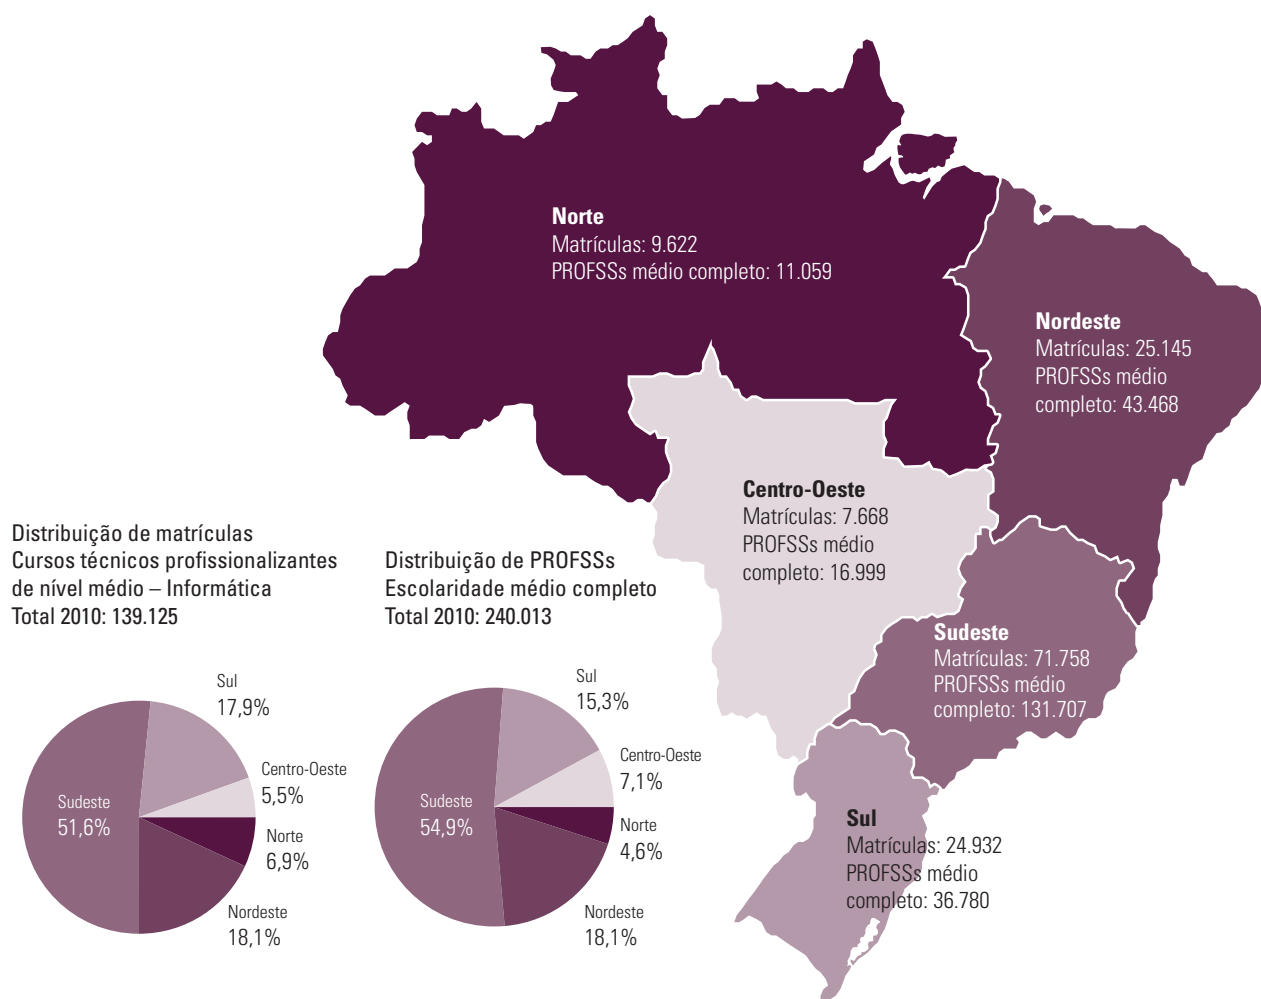 Norte
Matrículas: 9.622
PROFSSs médio completo: 11.059
Nordeste
Matrículas: 25.145
PROFSSs médio
completo: 43.468
Centro-Oeste
Matrículas: 7.668
PROFSSs médio
completo: 16.999
Sudeste
Matrículas: 71.758
PROFSSs médio
completo: 131.707
Sul
Matrículas: 24.932
PROFSSs médio
completo: 36.780
Distribuição de matrículas
Cursos técnicos profissionalizantes
de nível médio – Informática
Total 2010: 139.125
Sul
17,9%
Centro-Oeste
5,5%
Sudeste
51,6%
Norte
6,9%
Nordeste
18,1%
Distribuição de PROFSSs
Escolaridade médio completo
Total 2010: 240.013
Sul
15,3%
Centro-Oeste
7,1%
Sudeste
54,9%
Norte
4,6%
Nordeste
18,1%